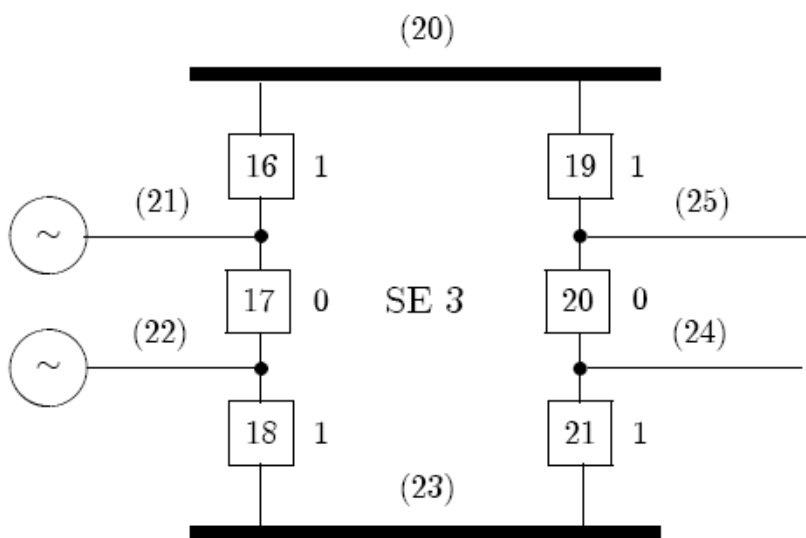 (20)
16 1 19 1
(21) (25)
~
17 0 SE 3 20 0
(22) (24)
~
18 1 21 1
(23)